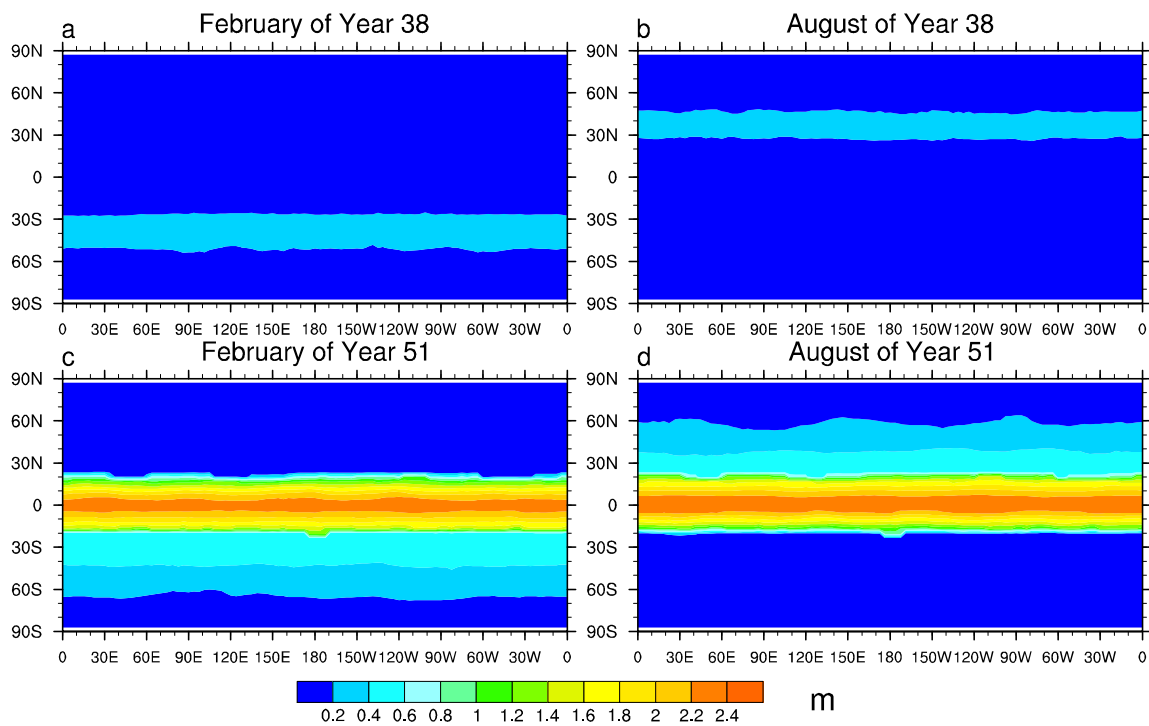 a February of Year 38
b August of Year 38
90N
60N
30N
0
30S
60S
90S
0 30E 60E 90E 120E 150E 180 150W 120W 90W 60W 30W 0
90N
60N
30N
0
30S
60S
90S
0 30E 60E 90E 120E 150E 180 150W 120W 90W 60W 30W 0
c February of Year 51
d August of Year 51
90N
60N
30N
0
30S
60S
90S
0 30E 60E 90E 120E 150E 180 150W 120W 90W 60W 30W 0
90N
60N
30N
0
30S
60S
90S
0 30E 60E 90E 120E 150E 180 150W 120W 90W 60W 30W 0
0.2 0.4 0.6 0.8 1 1.2 1.4 1.6 1.8 2 2.2 2.4
m